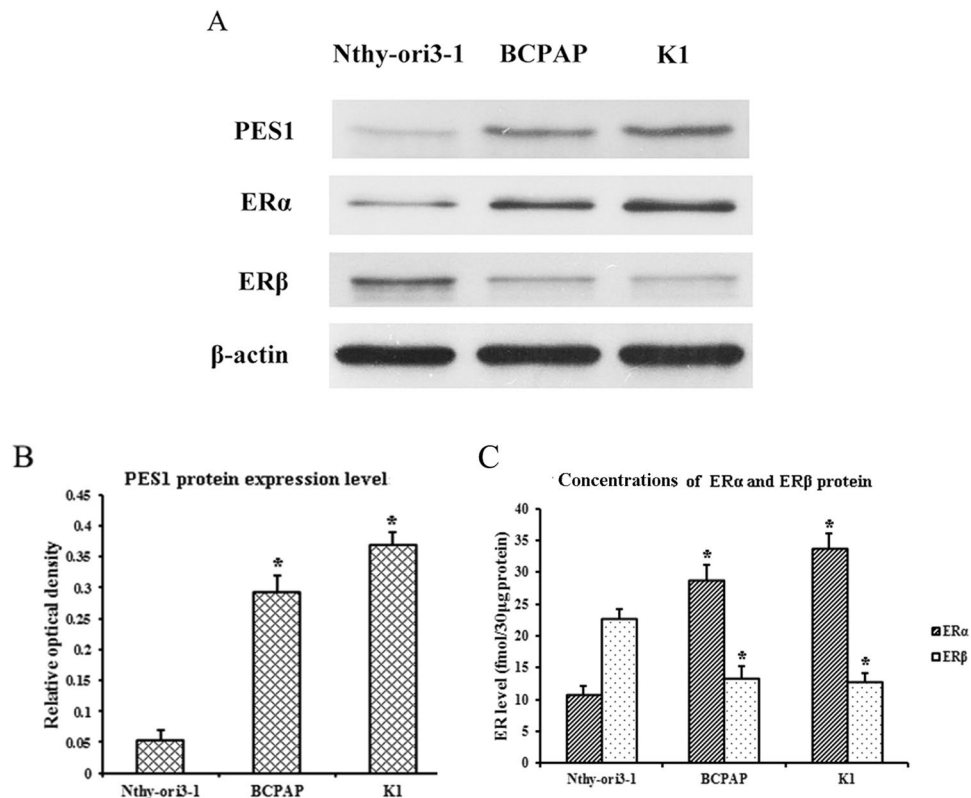 A
Nthy-ori3-1 BCPAP K1
PES1
ERα
ERβ
β-actin
B
PES1 protein expression level
Relative optical density
0.45
0.4
0.35
0.3
0.25
0.2
0.15
0.1
0.05
0
* *
Nthy-ori3-1 BCPAP K1
C
Concentrations of ERα and ERβ protein
ER level (fmol/30μg protein)
40
35
30
25
20
15
10
5
0
* * * *
Nthy-ori3-1 BCPAP K1
ERα
ERβ